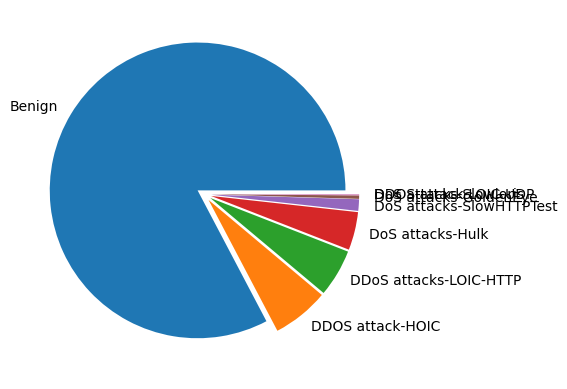 Benign
DoS attacks-SlowHTTPTest
DoS attacks-Hulk
DDoS attacks-LOIC-HTTP
DDOS attack-HOIC